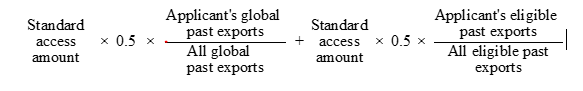 Standard access amount × 0.5 × Applicant's global past exports / All global past exports + Standard access amount × 0.5 × Applicant's eligible past exports / All eligible past exports